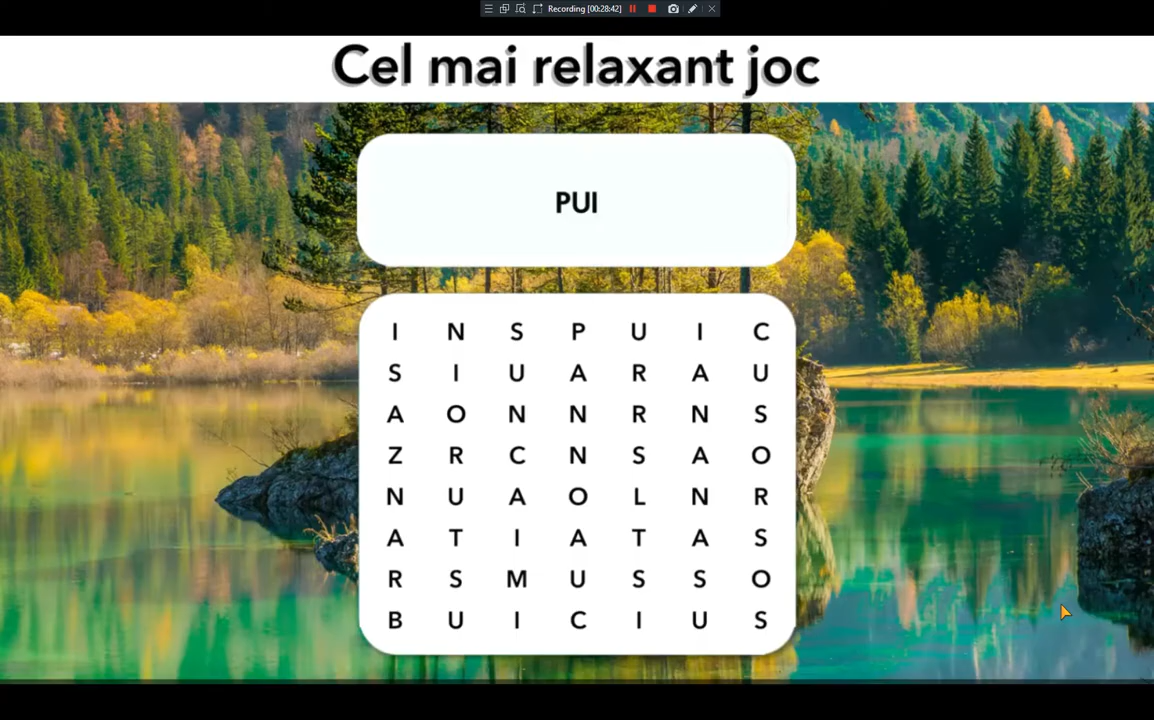 Recording [00:28:42]
Cel mai relaxant joc
PUI
I N S P U I C
S I U A R A U
A O N N R N S
Z R C N S A O
N U A O L N R
A T I A T A S
R S M U S S O
B U I C I U S